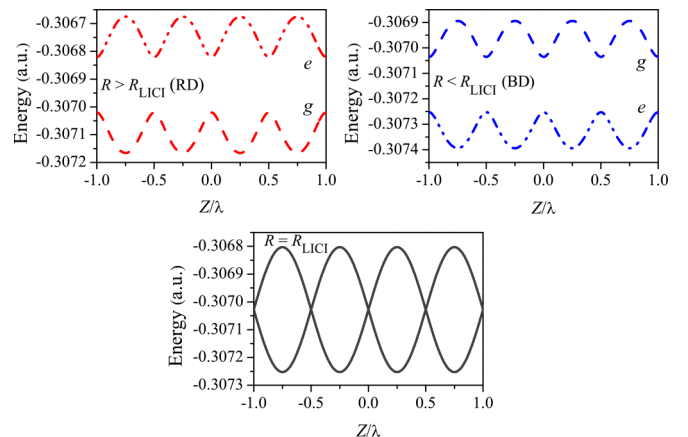 -0.3067
-0.3068
-0.3069
-0.3070
-0.3071
-0.3072
Energy (a.u.)
e
R > R_LICI (RD)
g
-1.0 -0.5 0.0 0.5 1.0
Z/λ
-0.3069
-0.3070
-0.3071
-0.3072
-0.3073
-0.3074
Energy (a.u.)
g
R < R_LICI (BD)
e
-1.0 -0.5 0.0 0.5 1.0
Z/λ
R = R_LICI
-0.3068
-0.3069
-0.3070
-0.3071
-0.3072
-0.3073
Energy (a.u.)
-1.0 -0.5 0.0 0.5 1.0
Z/λ